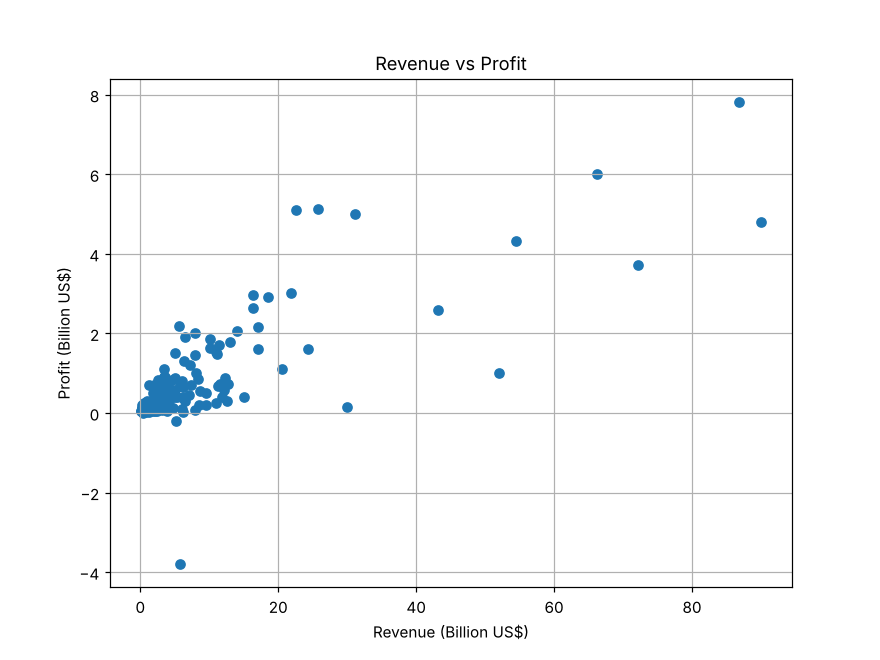 Revenue vs Profit
8
6
4
2
0
−2
−4
Profit (Billion US$)
0 20 40 60 80
Revenue (Billion US$)